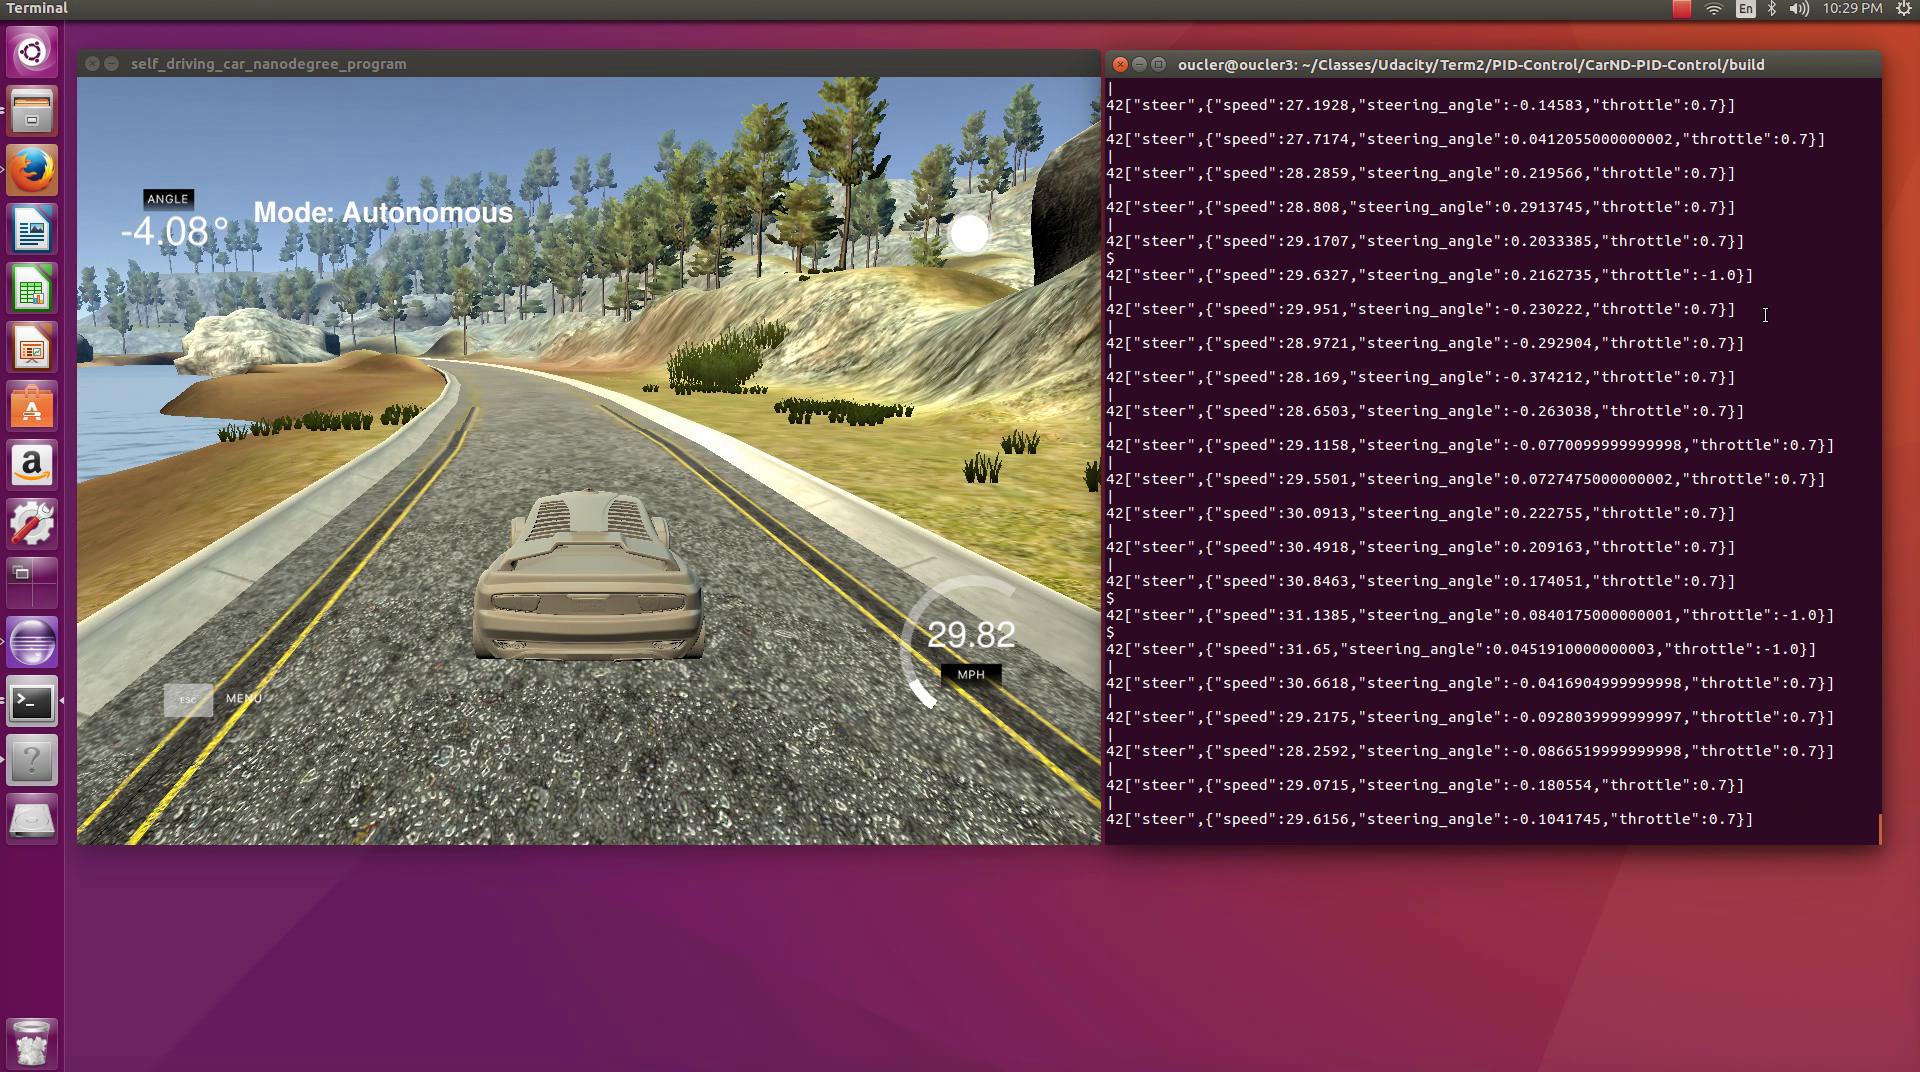 Terminal
En
10:29 PM
self_driving_car_nanodegree_program
ANGLE
-4.08°
Mode: Autonomous
29.82
MPH
ESC
MENU
a
?
oucler@oucler3: ~/Classes/Udacity/Term2/PID-Control/CarND-PID-Control/build
|
42["steer",{"speed":27.1928,"steering_angle":-0.14583,"throttle":0.7}]
|
42["steer",{"speed":27.7174,"steering_angle":0.0412055000000002,"throttle":0.7}]
|
42["steer",{"speed":28.2859,"steering_angle":0.219566,"throttle":0.7}]
|
42["steer",{"speed":28.808,"steering_angle":0.2913745,"throttle":0.7}]
|
42["steer",{"speed":29.1707,"steering_angle":0.2033385,"throttle":0.7}]
$
42["steer",{"speed":29.6327,"steering_angle":0.2162735,"throttle":-1.0}]
|
42["steer",{"speed":29.951,"steering_angle":-0.230222,"throttle":0.7}]
|
42["steer",{"speed":28.9721,"steering_angle":-0.292904,"throttle":0.7}]
|
42["steer",{"speed":28.169,"steering_angle":-0.374212,"throttle":0.7}]
|
42["steer",{"speed":28.6503,"steering_angle":-0.263038,"throttle":0.7}]
|
42["steer",{"speed":29.1158,"steering_angle":-0.0770099999999998,"throttle":0.7}]
|
42["steer",{"speed":29.5501,"steering_angle":0.0727475000000002,"throttle":0.7}]
|
42["steer",{"speed":30.0913,"steering_angle":0.222755,"throttle":0.7}]
|
42["steer",{"speed":30.4918,"steering_angle":0.209163,"throttle":0.7}]
|
42["steer",{"speed":30.8463,"steering_angle":0.174051,"throttle":0.7}]
$
42["steer",{"speed":31.1385,"steering_angle":0.0840175000000001,"throttle":-1.0}]
$
42["steer",{"speed":31.65,"steering_angle":0.0451910000000003,"throttle":-1.0}]
|
42["steer",{"speed":30.6618,"steering_angle":-0.0416904999999998,"throttle":0.7}]
|
42["steer",{"speed":29.2175,"steering_angle":-0.0928039999999997,"throttle":0.7}]
|
42["steer",{"speed":28.2592,"steering_angle":-0.0866519999999998,"throttle":0.7}]
|
42["steer",{"speed":29.0715,"steering_angle":-0.180554,"throttle":0.7}]
|
42["steer",{"speed":29.6156,"steering_angle":-0.1041745,"throttle":0.7}]